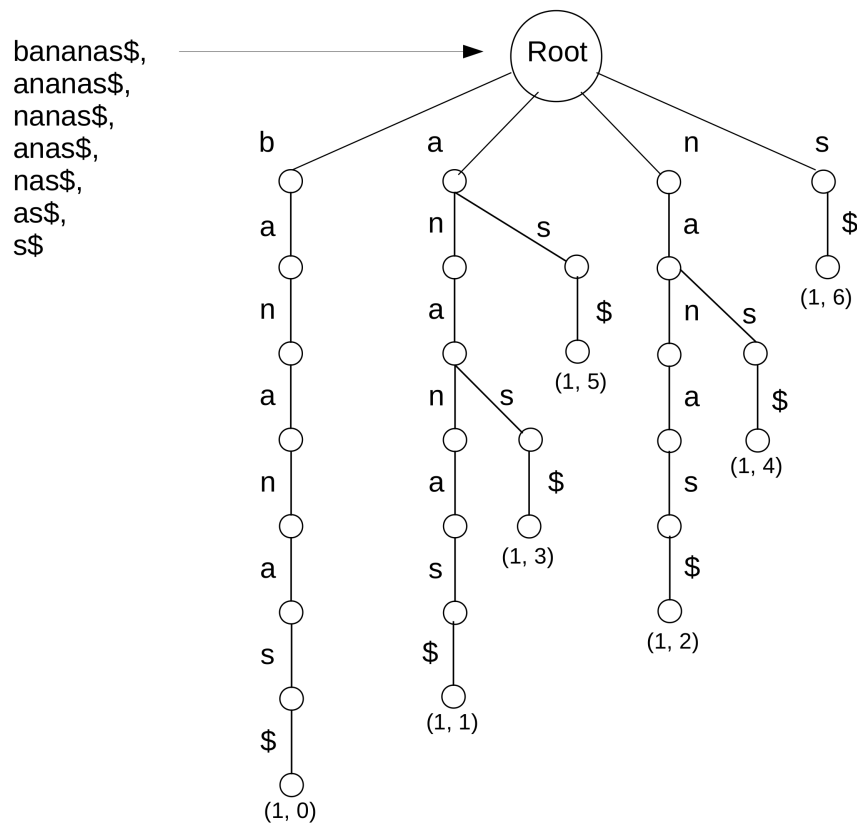 Root
bananas$,
ananas$,
nanas$,
anas$,
nas$,
as$,
s$
b a n s
a n s a $
(1, 6)
n a n s $
(1, 5)
a n s a $
(1, 4)
n a $ s
(1, 3)
a s $
(1, 2)
s $
(1, 1)
$
(1, 0)